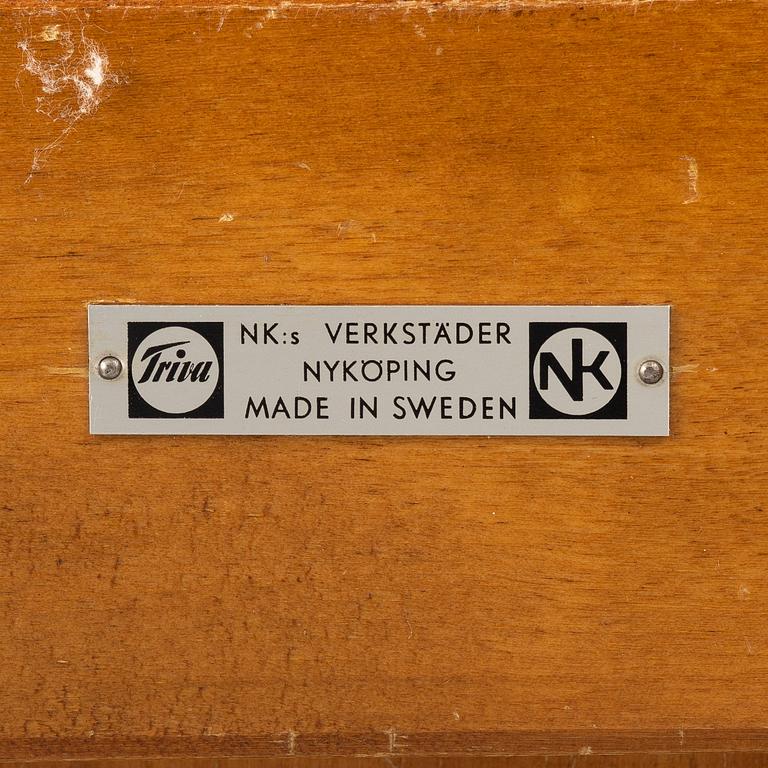 Triva
NK:s VERKSTÄDER
NYKÖPING
MADE IN SWEDEN
NK